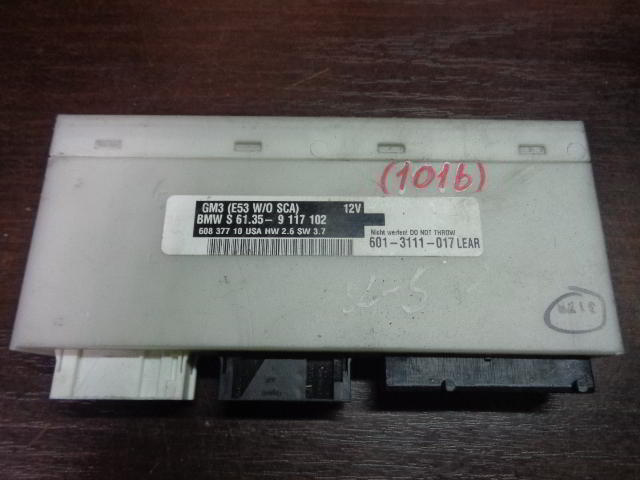 (101b)
GM3 (E53 W/O SCA) 12V
BMW S 61.35- 9 117 102
608 377 10 USA HW 2.6 SW 3.7
Nicht werfen! DO NOT THROW
601-3111-017 LEAR